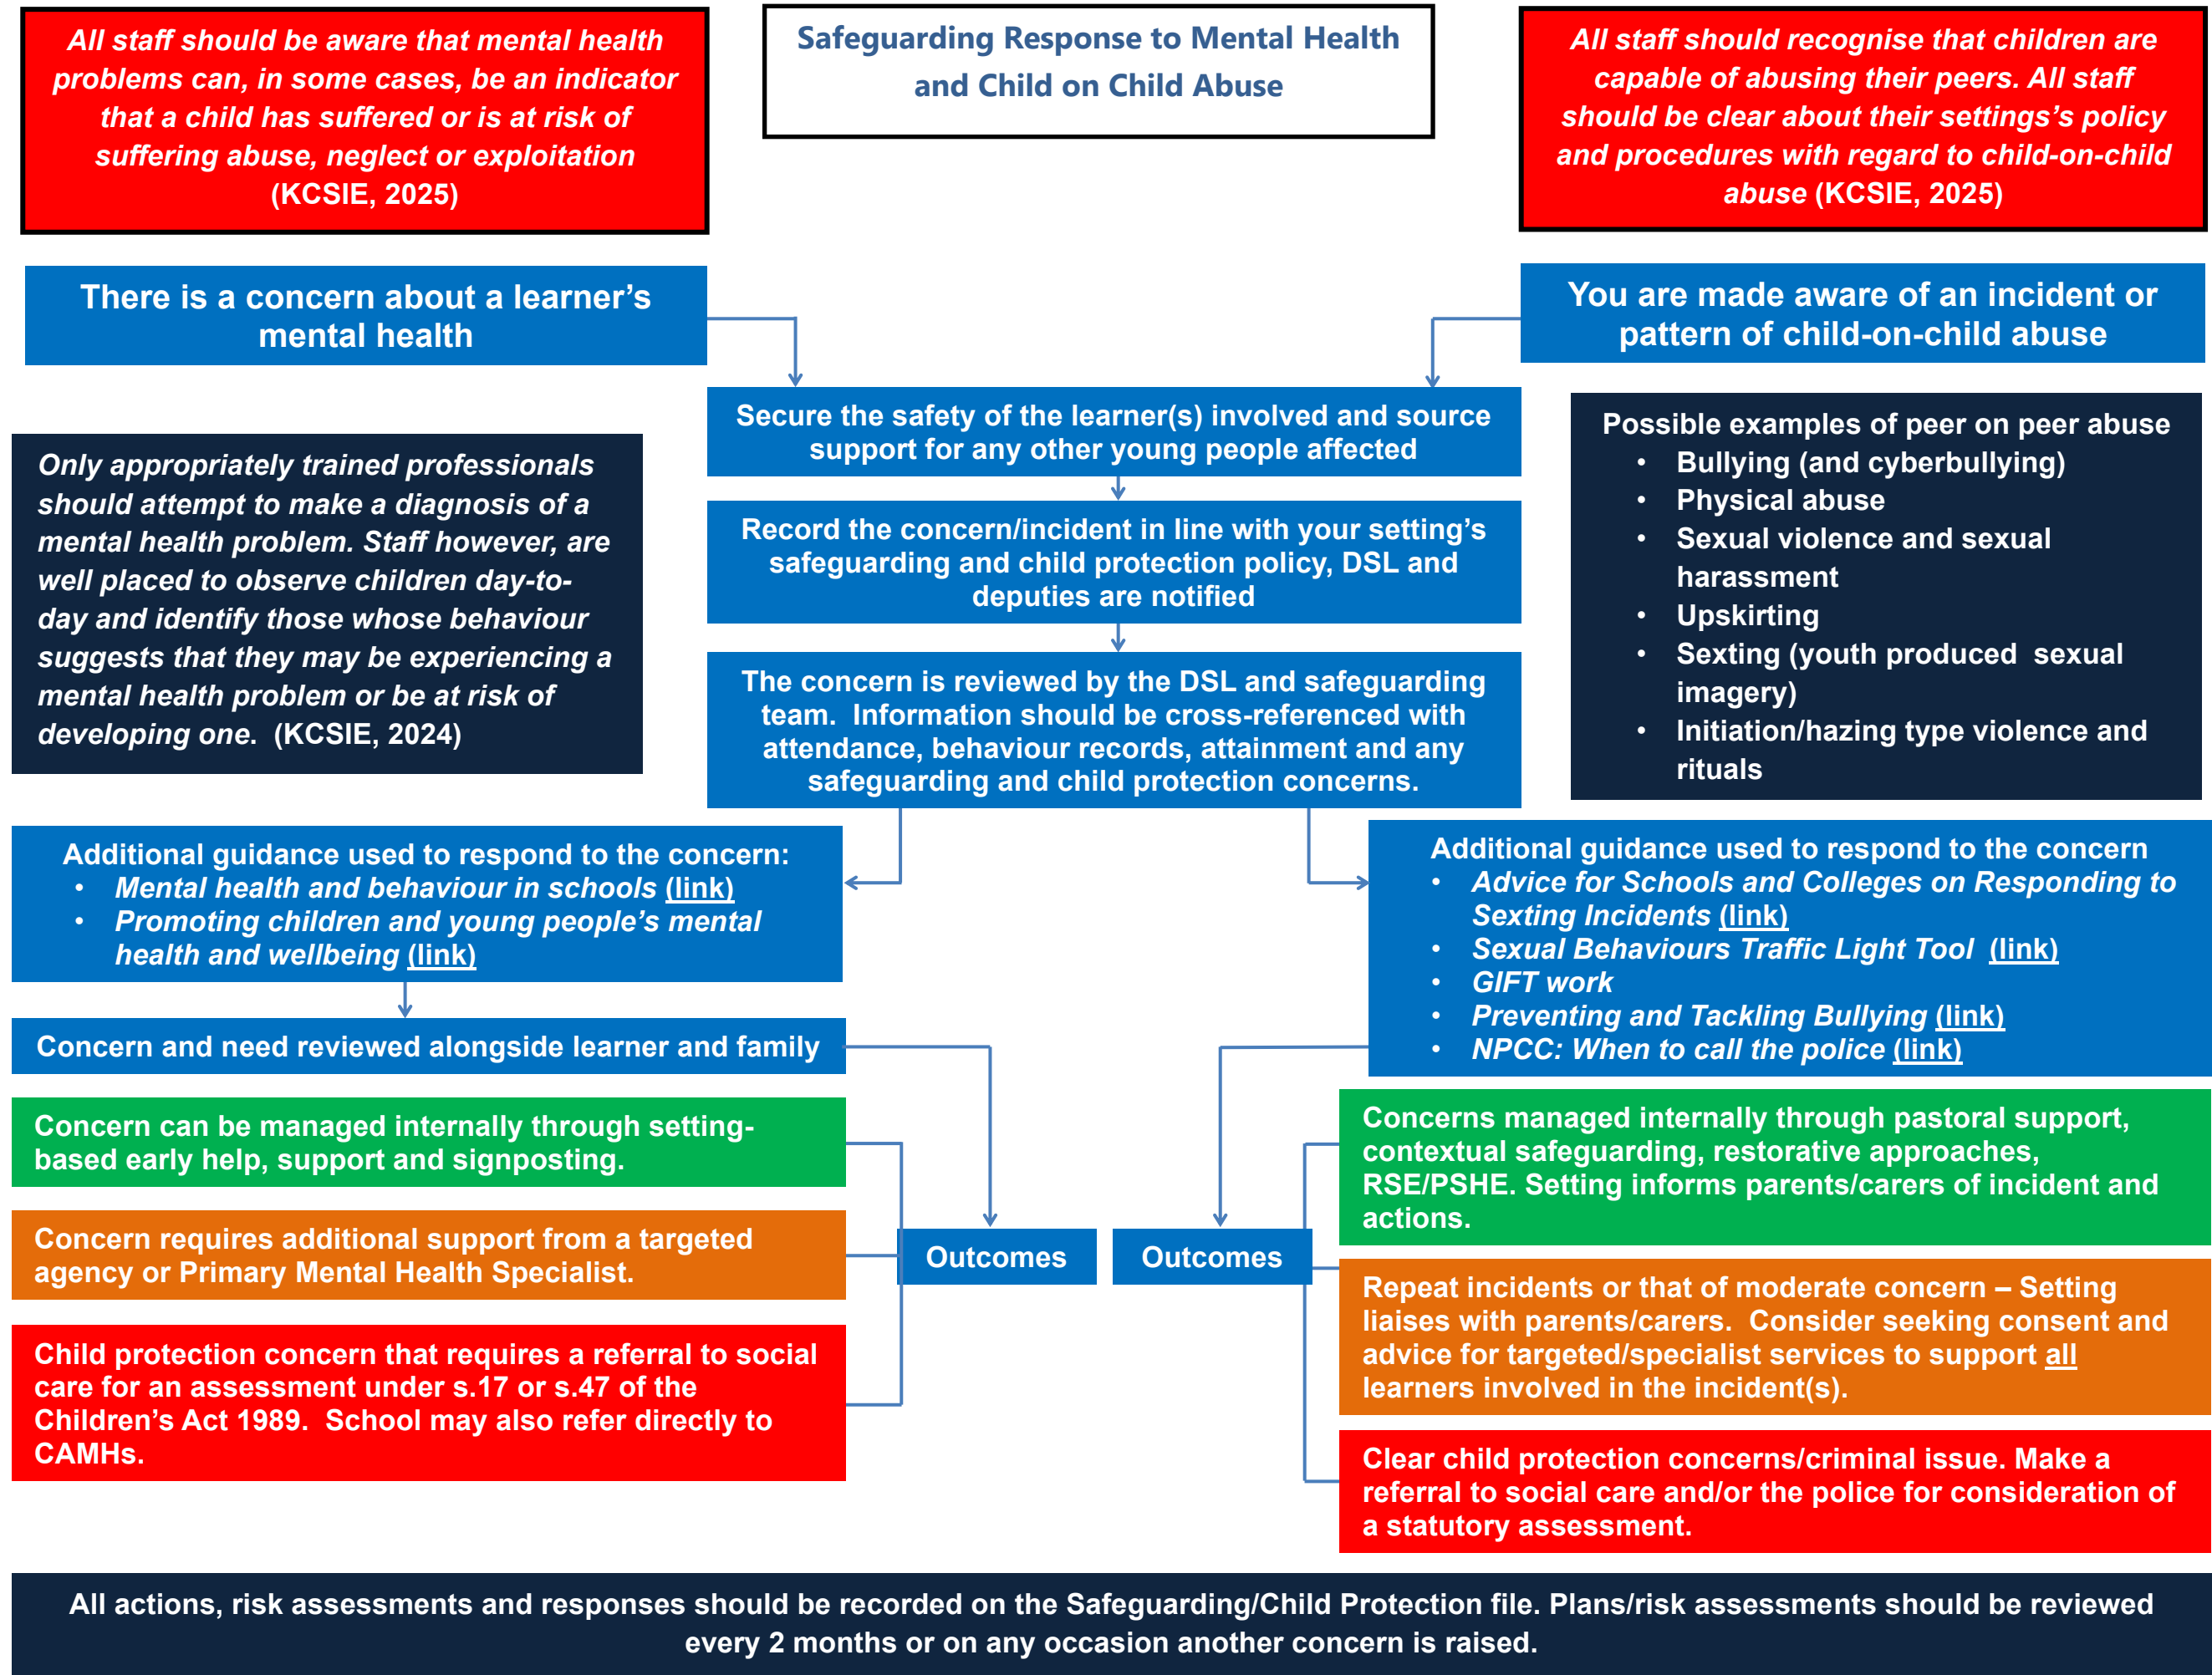 All staff should be aware that mental health
problems can, in some cases, be an indicator
that a child has suffered or is at risk of
suffering abuse, neglect or exploitation
(KCSIE, 2025)
Safeguarding Response to Mental Health
and Child on Child Abuse
All staff should recognise that children are
capable of abusing their peers. All staff
should be clear about their settings's policy
and procedures with regard to child-on-child
abuse (KCSIE, 2025)
There is a concern about a learner's
mental health
You are made aware of an incident or
pattern of child-on-child abuse
Secure the safety of the learner(s) involved and source
support for any other young people affected
Only appropriately trained professionals
should attempt to make a diagnosis of a
mental health problem. Staff however, are
well placed to observe children day-to-
day and identify those whose behaviour
suggests that they may be experiencing a
mental health problem or be at risk of
developing one.  (KCSIE, 2024)
Record the concern/incident in line with your setting's
safeguarding and child protection policy, DSL and
deputies are notified
Possible examples of peer on peer abuse
• Bullying (and cyberbullying)
• Physical abuse
• Sexual violence and sexual
harassment
• Upskirting
• Sexting (youth produced  sexual
imagery)
• Initiation/hazing type violence and
rituals
The concern is reviewed by the DSL and safeguarding
team.  Information should be cross-referenced with
attendance, behaviour records, attainment and any
safeguarding and child protection concerns.
Additional guidance used to respond to the concern:
• Mental health and behaviour in schools (link)
• Promoting children and young people's mental
health and wellbeing (link)
Additional guidance used to respond to the concern
• Advice for Schools and Colleges on Responding to
Sexting Incidents (link)
• Sexual Behaviours Traffic Light Tool  (link)
• GIFT work
• Preventing and Tackling Bullying (link)
• NPCC: When to call the police (link)
Concern and need reviewed alongside learner and family
Concern can be managed internally through setting-
based early help, support and signposting.
Concern requires additional support from a targeted
agency or Primary Mental Health Specialist.
Child protection concern that requires a referral to social
care for an assessment under s.17 or s.47 of the
Children's Act 1989.  School may also refer directly to
CAMHs.
Outcomes
Outcomes
Concerns managed internally through pastoral support,
contextual safeguarding, restorative approaches,
RSE/PSHE. Setting informs parents/carers of incident and
actions.
Repeat incidents or that of moderate concern – Setting
liaises with parents/carers.  Consider seeking consent and
advice for targeted/specialist services to support all
learners involved in the incident(s).
Clear child protection concerns/criminal issue. Make a
referral to social care and/or the police for consideration of
a statutory assessment.
All actions, risk assessments and responses should be recorded on the Safeguarding/Child Protection file. Plans/risk assessments should be reviewed
every 2 months or on any occasion another concern is raised.